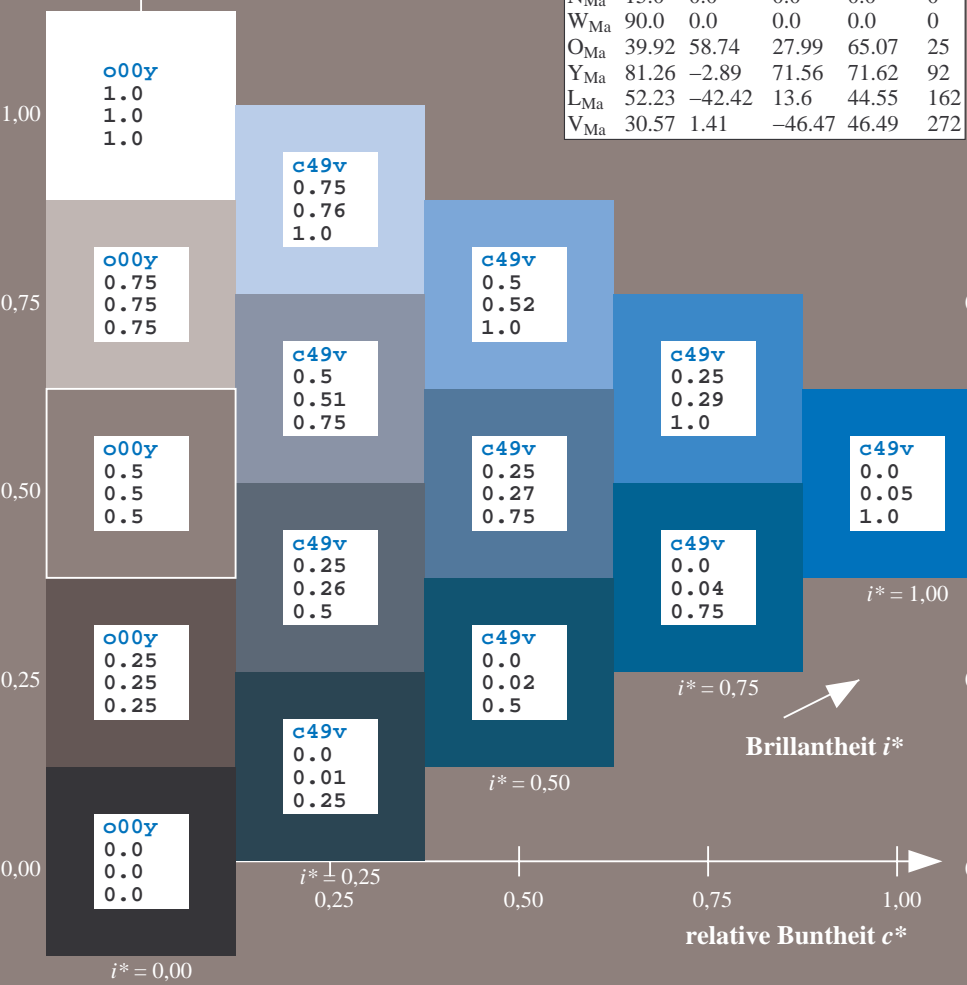 W_Ma 90.0 0.0 0.0 0.0 0
O_Ma 39.92 58.74 27.99 65.07 25
Y_Ma 81.26 −2.89 71.56 71.62 92
L_Ma 52.23 −42.42 13.6 44.55 162
V_Ma 30.57 1.41 −46.47 46.49 272
o00y
1.0
1.0
1.0
1,00
c49v
0.75
0.76
1.0
o00y
0.75
0.75
0.75
0,75
c49v
0.5
0.52
1.0
c49v
0.5
0.51
0.75
c49v
0.25
0.29
1.0
o00y
0.5
0.5
0.5
0,50
c49v
0.25
0.27
0.75
c49v
0.0
0.05
1.0
c49v
0.25
0.26
0.5
c49v
0.0
0.04
0.75
i* = 1,00
o00y
0.25
0.25
0.25
0,25
c49v
0.0
0.02
0.5
i* = 0,75
Brillantheit i*
c49v
0.0
0.01
0.25
i* = 0,50
o00y
0.0
0.0
0.0
0,00
i* = 0,25
0,25 0,50 0,75 1,00
relative Buntheit c*
i* = 0,00